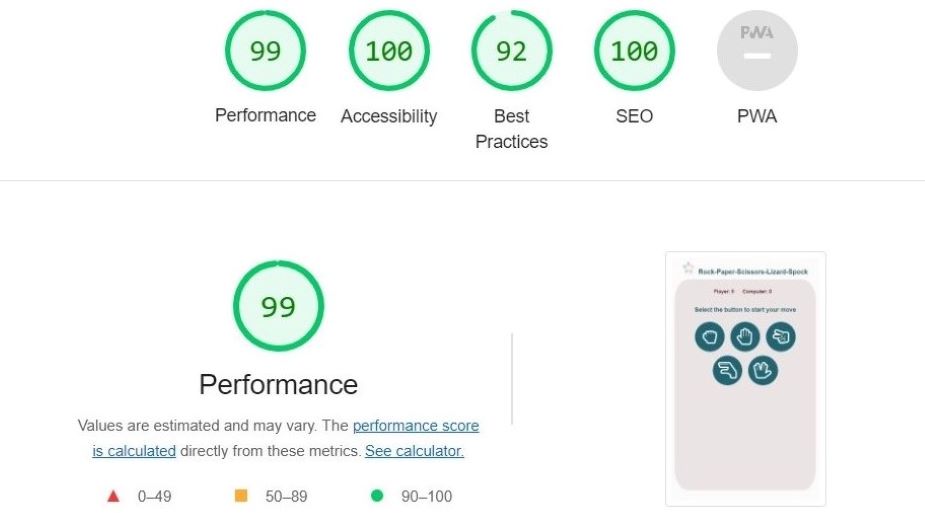 99
100
92
100
PWA
Performance
Accessibility
Best
Practices
SEO
PWA
99
Performance
Values are estimated and may vary. The performance score
is calculated directly from these metrics. See calculator.
0–49
50–89
90–100
Rock-Paper-Scissors-Lizard-Spock
Player: 0 Computer: 0
Select the button to start your move